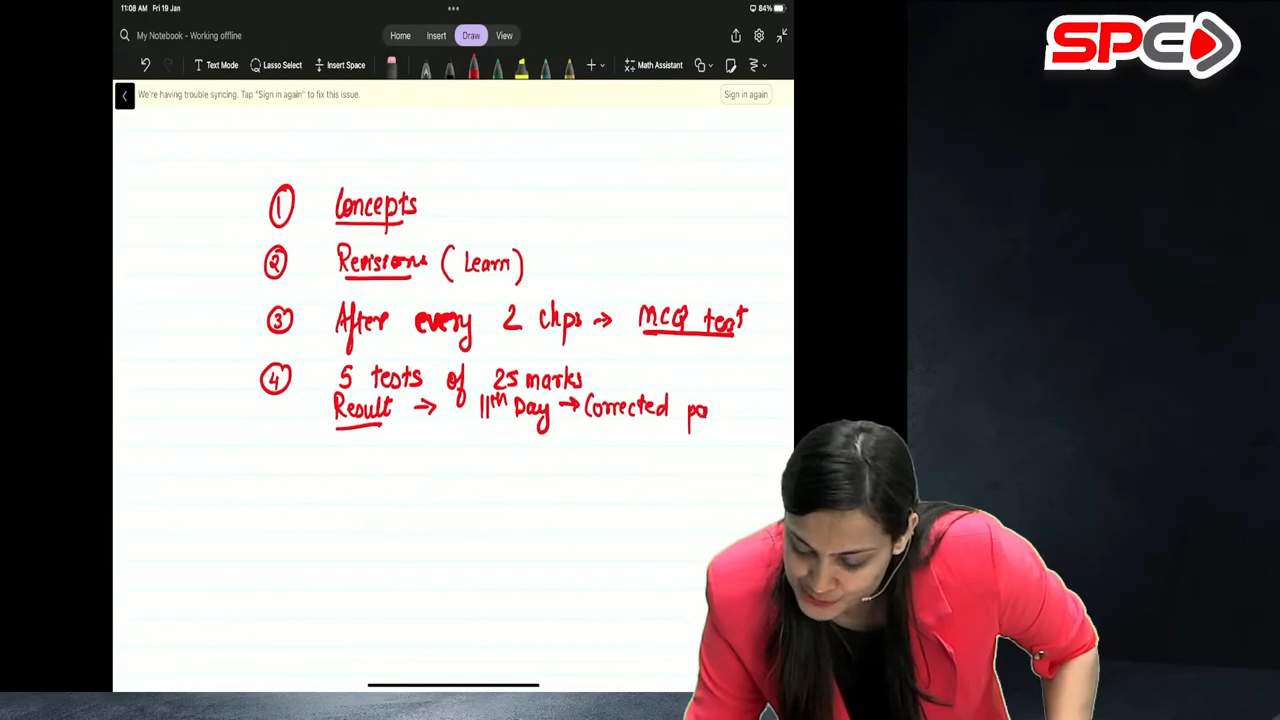 11:08 AM Fri 19 Jan
84%
SPC
My Notebook - Working offline
Home Insert Draw View
Text Mode Lasso Select Insert Space Math Assistant
We're having trouble syncing. Tap "Sign in again" to fix this issue.
Sign in again
1 Concepts
2 Revisions (Learn)
3 After every 2 chps → MCQ test
4 5 tests of 25 marks
Result → 11th Day → Corrected pa